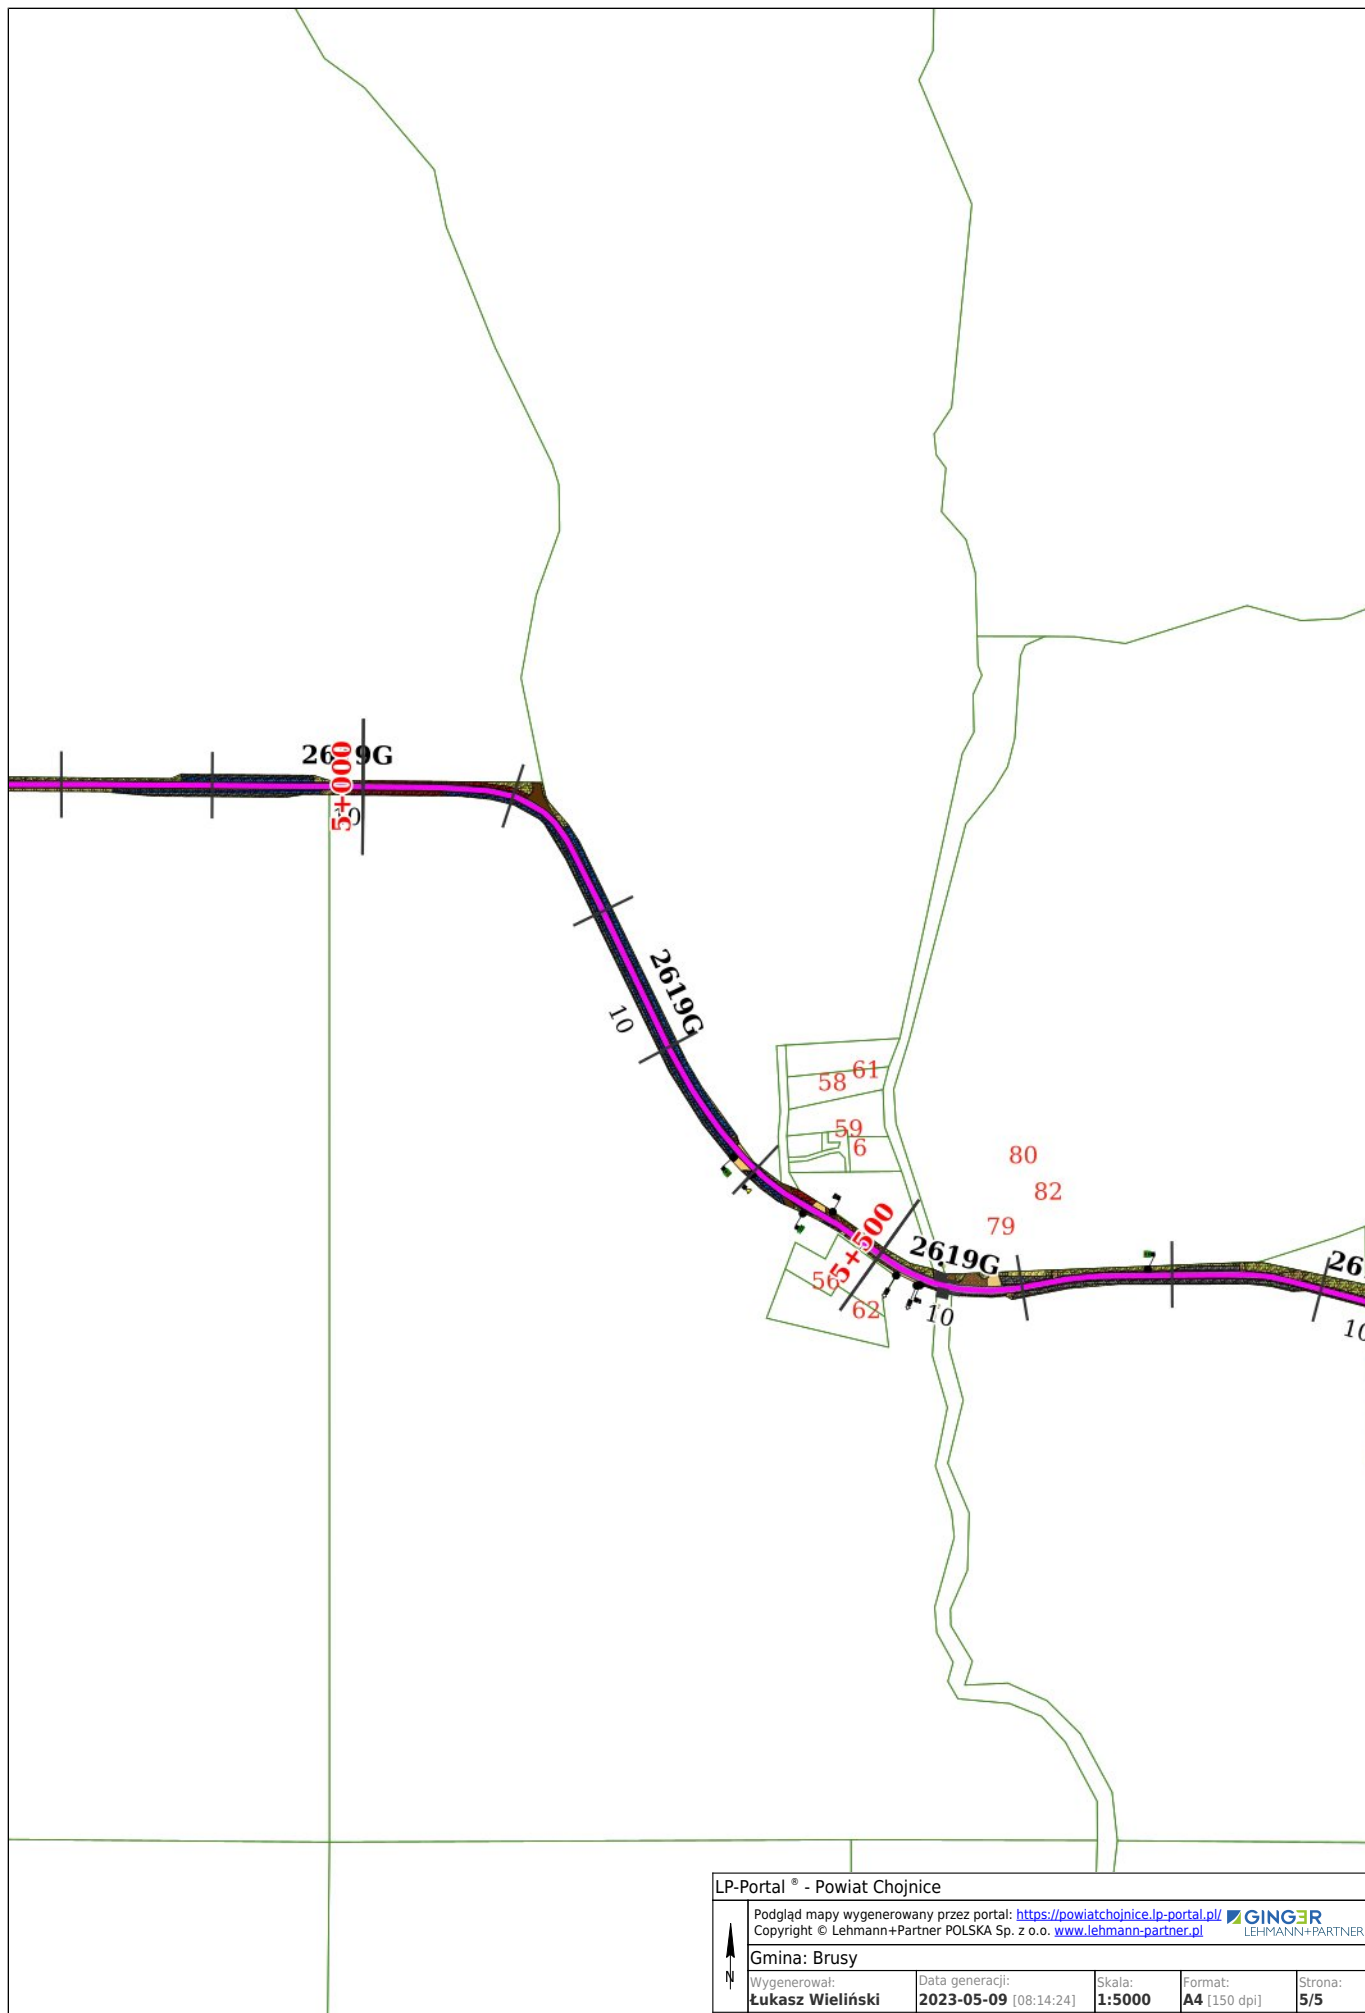 2619G
5+000
2619G
10
58
61
59
6
80
82
79
5+500
2619G
56
62
10
26
10
LP-Portal ® - Powiat Chojnice
Podgląd mapy wygenerowany przez portal: https://powiatchojnice.lp-portal.pl/
Copyright © Lehmann+Partner POLSKA Sp. z o.o. www.lehmann-partner.pl
GINGER
LEHMANN+PARTNER
N
Gmina: Brusy
Wygenerował: Data generacji: Skala: Format: Strona:
Łukasz Wieliński 2023-05-09 [08:14:24] 1:5000 A4 [150 dpi] 5/5